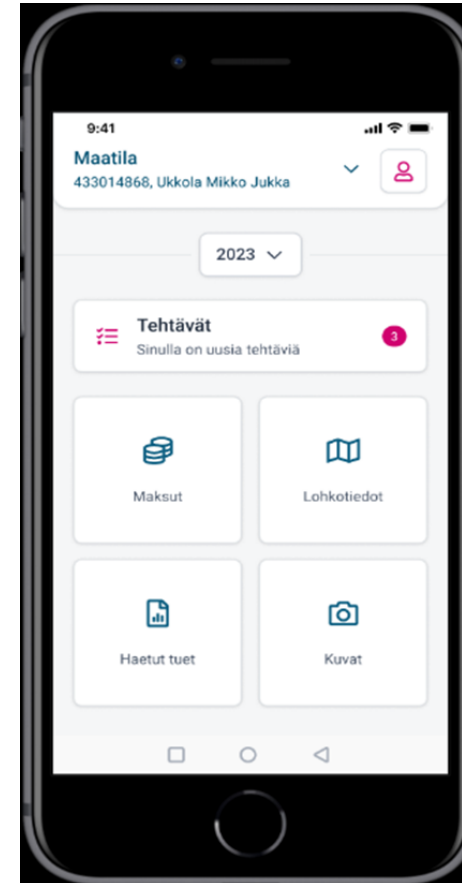 9:41
Maatila
433014868, Ukkola Mikko Jukka
2023
Tehtävät
Sinulla on uusia tehtäviä
3
Maksut
Lohkotiedot
Haetut tuet
Kuvat